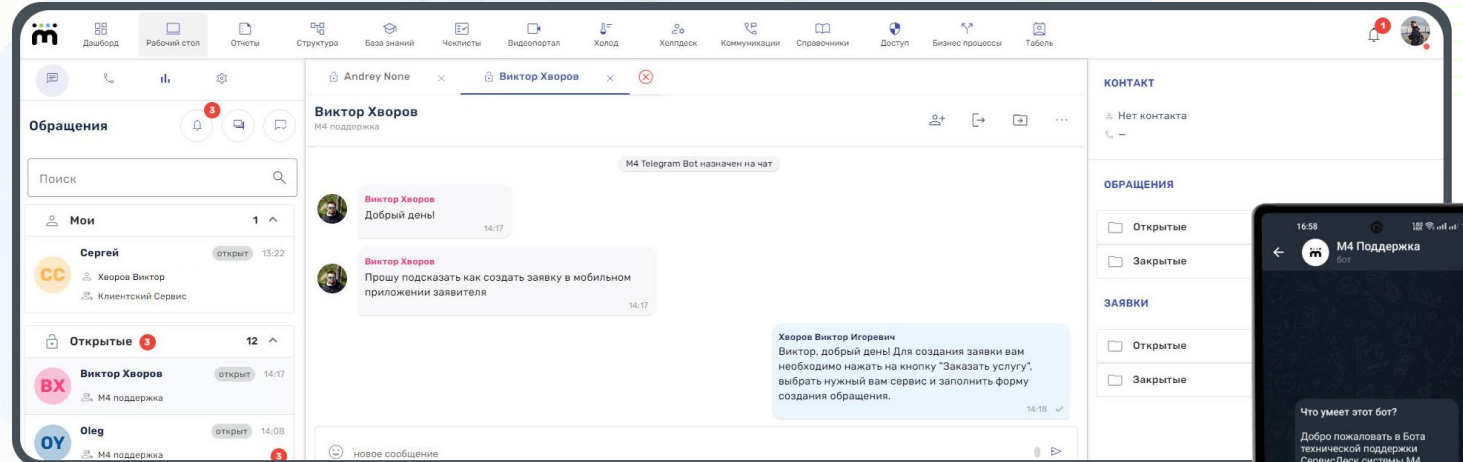 Дашборд Рабочий стол Отчеты Структура База знаний Чеклисты Видеопортал Холод Хелпдеск Коммуникации Справочники Доступ Бизнес процессы Табель 1
Andrey None × Виктор Хворов ×
Обращения 3
Поиск
Мои 1
СС Сергей открыт 13:22
Хворов Виктор
Клиентский Сервис
Открытые 3 12
ВХ Виктор Хворов открыт 14:17
М4 поддержка
OY Oleg открыт 14:08
М4 поддержка 3
Виктор Хворов
М4 поддержка
M4 Telegram Bot назначен на чат
Виктор Хворов
Добрый день!
14:17
Виктор Хворов
Прошу подсказать как создать заявку в мобильном
приложении заявителя
14:17
Хворов Виктор Игоревич
Виктор, добрый день! Для создания заявки вам
необходимо нажать на кнопку "Заказать услугу",
выбрать нужный вам сервис и заполнить форму
создания обращения.
14:18
новое сообщение
КОНТАКТ
Нет контакта
–
ОБРАЩЕНИЯ
Открытые
Закрытые
ЗАЯВКИ
Открытые
Закрытые
16:58
М4 Поддержка
бот
Что умеет этот бот?
Добро пожаловать в Бота
технической поддержки
СервисДеск системы М4